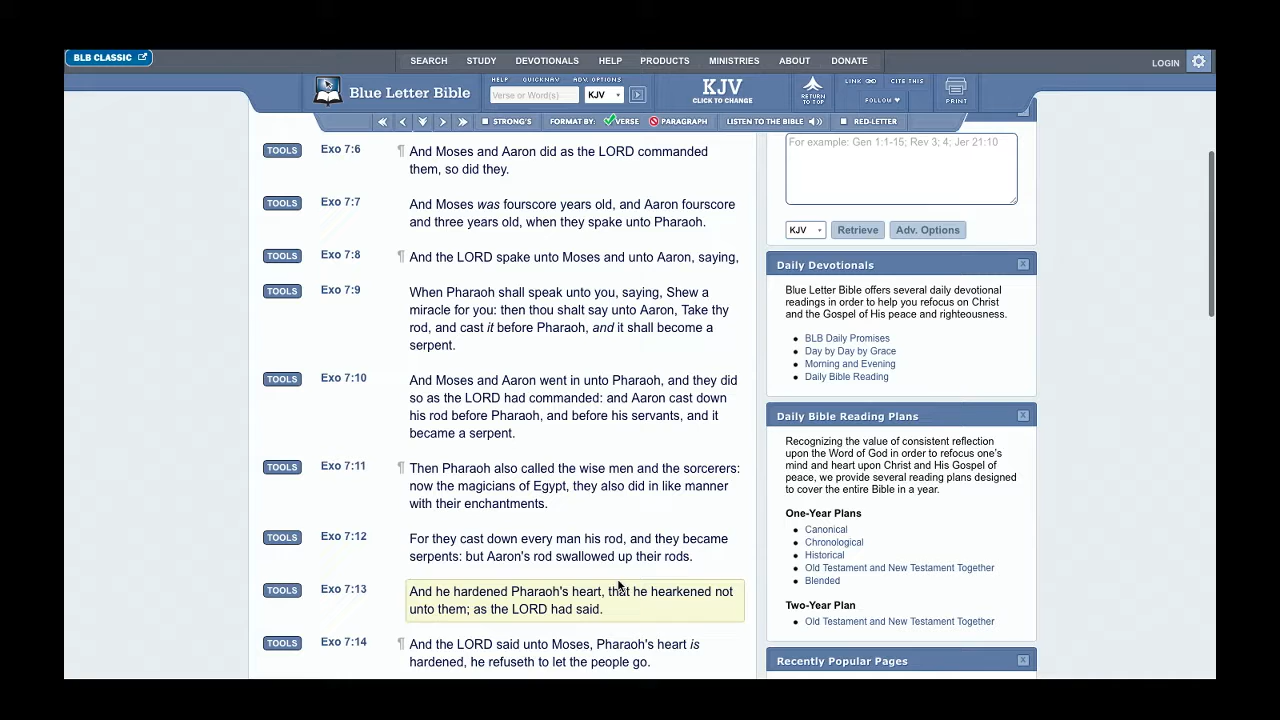 BLB CLASSIC
SEARCH STUDY DEVOTIONALS HELP PRODUCTS MINISTRIES ABOUT DONATE
LOGIN
Blue Letter Bible
HELP QUICKNAV ADV. OPTIONS
Verse or Word(s) KJV
KJV
CLICK TO CHANGE
RETURN
TO TOP
LINK CITE THIS
FOLLOW
PRINT
STRONG'S FORMAT BY: VERSE PARAGRAPH LISTEN TO THE BIBLE RED-LETTER
TOOLS Exo 7:6 ¶ And Moses and Aaron did as the LORD commanded
them, so did they.
TOOLS Exo 7:7 And Moses was fourscore years old, and Aaron fourscore
and three years old, when they spake unto Pharaoh.
TOOLS Exo 7:8 ¶ And the LORD spake unto Moses and unto Aaron, saying,
TOOLS Exo 7:9 When Pharaoh shall speak unto you, saying, Shew a
miracle for you: then thou shalt say unto Aaron, Take thy
rod, and cast it before Pharaoh, and it shall become a
serpent.
TOOLS Exo 7:10 And Moses and Aaron went in unto Pharaoh, and they did
so as the LORD had commanded: and Aaron cast down
his rod before Pharaoh, and before his servants, and it
became a serpent.
TOOLS Exo 7:11 ¶ Then Pharaoh also called the wise men and the sorcerers:
now the magicians of Egypt, they also did in like manner
with their enchantments.
TOOLS Exo 7:12 For they cast down every man his rod, and they became
serpents: but Aaron's rod swallowed up their rods.
TOOLS Exo 7:13 And he hardened Pharaoh's heart, that he hearkened not
unto them; as the LORD had said.
TOOLS Exo 7:14 ¶ And the LORD said unto Moses, Pharaoh's heart is
hardened, he refuseth to let the people go.
For example: Gen 1:1-15; Rev 3; 4; Jer 21:10
KJV Retrieve Adv. Options
Daily Devotionals
Blue Letter Bible offers several daily devotional
readings in order to help you refocus on Christ
and the Gospel of His peace and righteousness.
BLB Daily Promises
Day by Day by Grace
Morning and Evening
Daily Bible Reading
Daily Bible Reading Plans
Recognizing the value of consistent reflection
upon the Word of God in order to refocus one's
mind and heart upon Christ and His Gospel of
peace, we provide several reading plans designed
to cover the entire Bible in a year.
One-Year Plans
Canonical
Chronological
Historical
Old Testament and New Testament Together
Blended
Two-Year Plan
Old Testament and New Testament Together
Recently Popular Pages